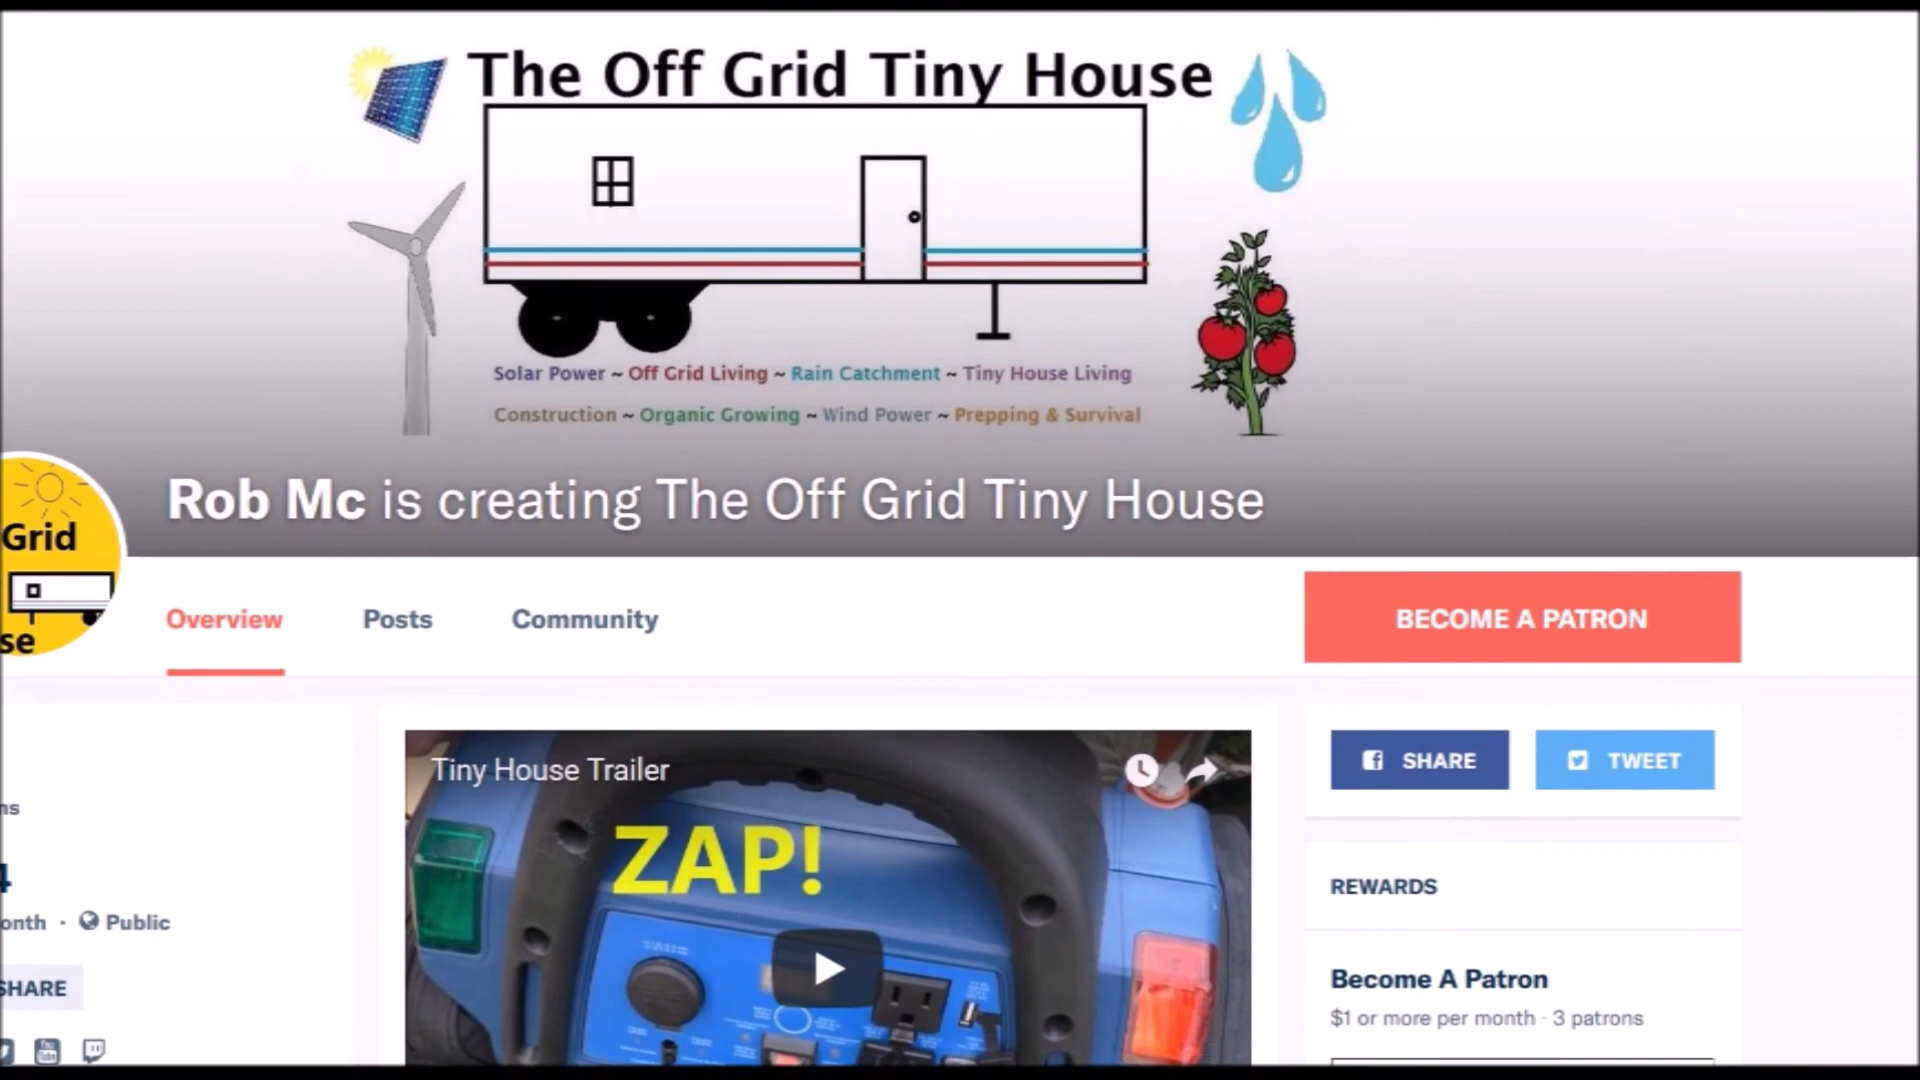 The Off Grid Tiny House
Solar Power ~ Off Grid Living ~ Rain Catchment ~ Tiny House Living
Construction ~ Organic Growing ~ Wind Power ~ Prepping & Survival
Grid
se
Rob Mc is creating The Off Grid Tiny House
Overview Posts Community
BECOME A PATRON
ns
4
onth · Public
SHARE
Tiny House Trailer
ZAP!
SHARE TWEET
REWARDS
Become A Patron
$1 or more per month · 3 patrons